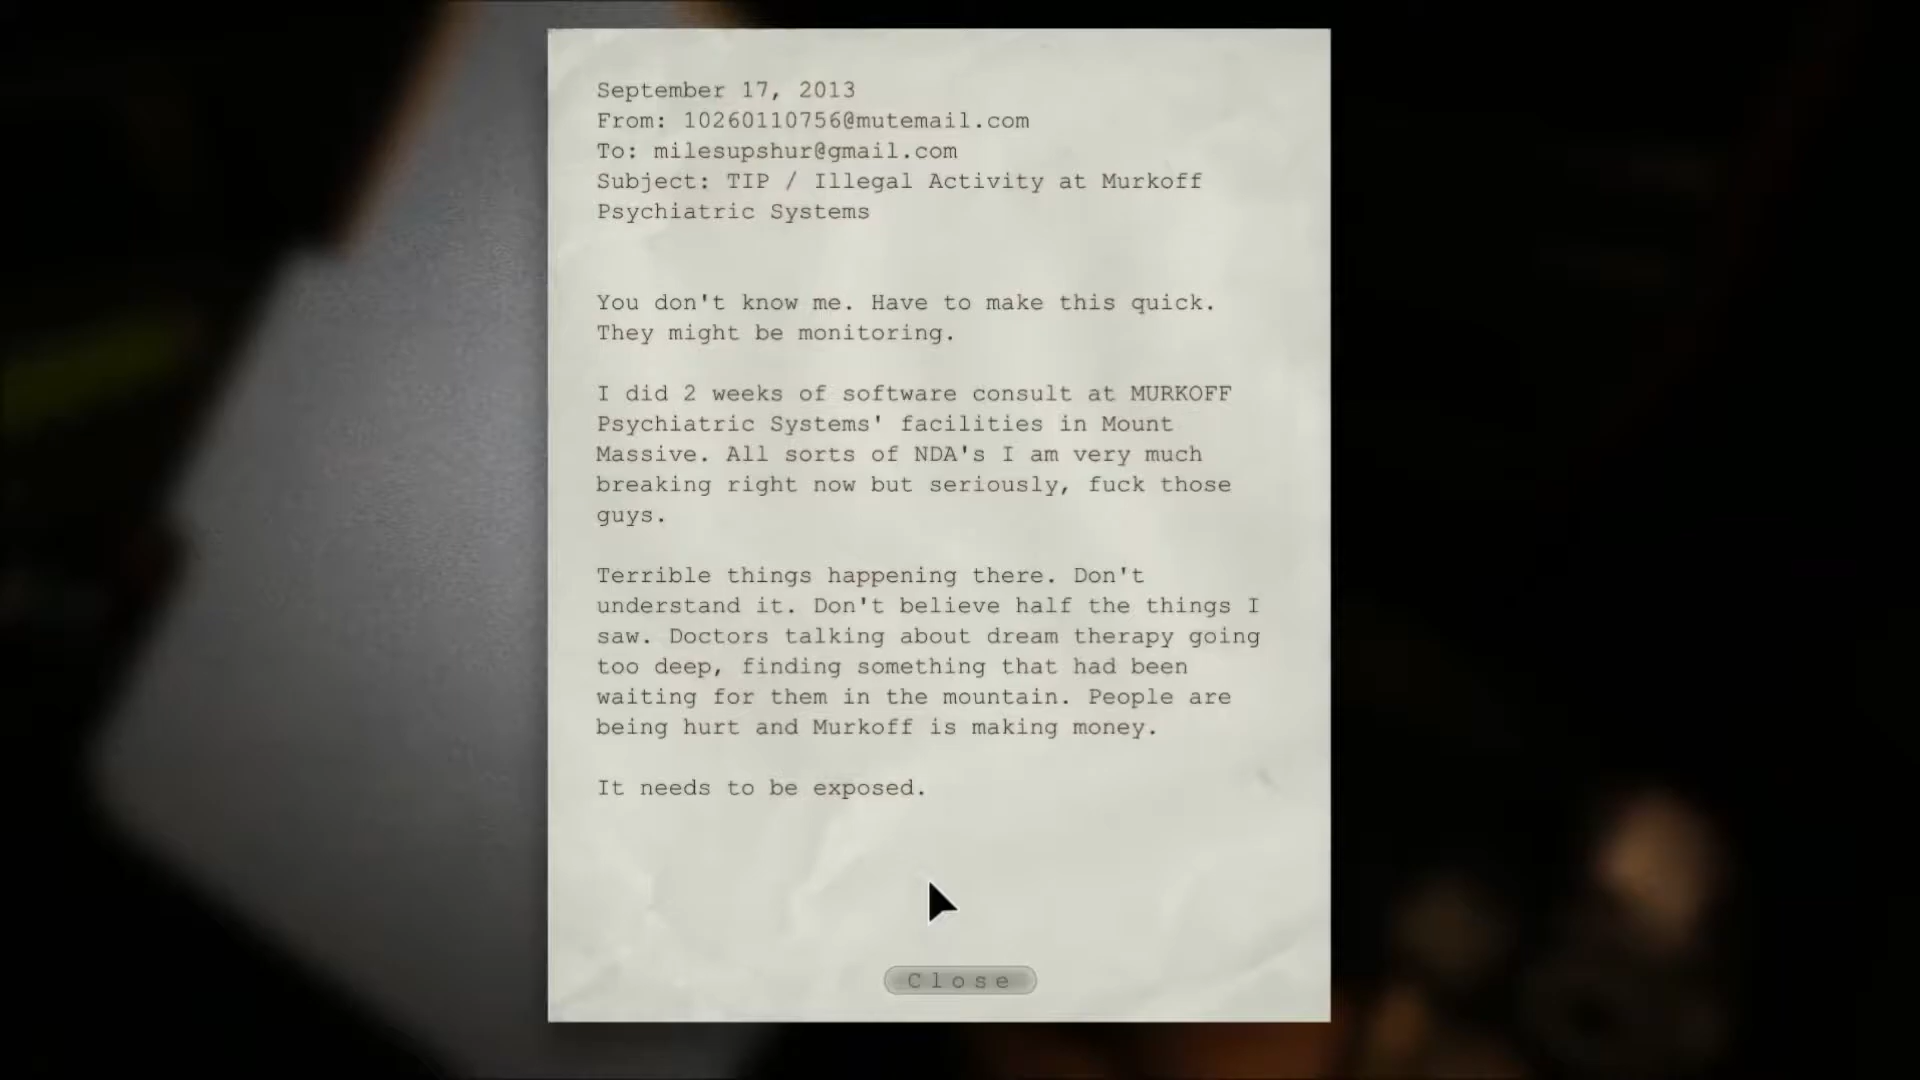 September 17, 2013
From: 10260110756@mutemail.com
To: milesupshur@gmail.com
Subject: TIP / Illegal Activity at Murkoff
Psychiatric Systems
You don't know me. Have to make this quick.
They might be monitoring.
I did 2 weeks of software consult at MURKOFF
Psychiatric Systems' facilities in Mount
Massive. All sorts of NDA's I am very much
breaking right now but seriously, fuck those
guys.
Terrible things happening there. Don't
understand it. Don't believe half the things I
saw. Doctors talking about dream therapy going
too deep, finding something that had been
waiting for them in the mountain. People are
being hurt and Murkoff is making money.
It needs to be exposed.
Close